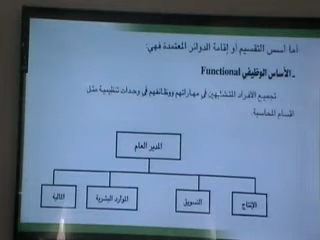 أما أسس التقسيم أو إقامة الدوائر المعتمدة فهي:
ـ الأساس الوظيفي Functional
تجميع الأفراد المتشابهين في مهاراتهم ووظائفهم في وحدات تنظيمية مثل
اقسام المحاسبة.
المدير العام
الإنتاج
التسويق
الموارد البشرية
المالية